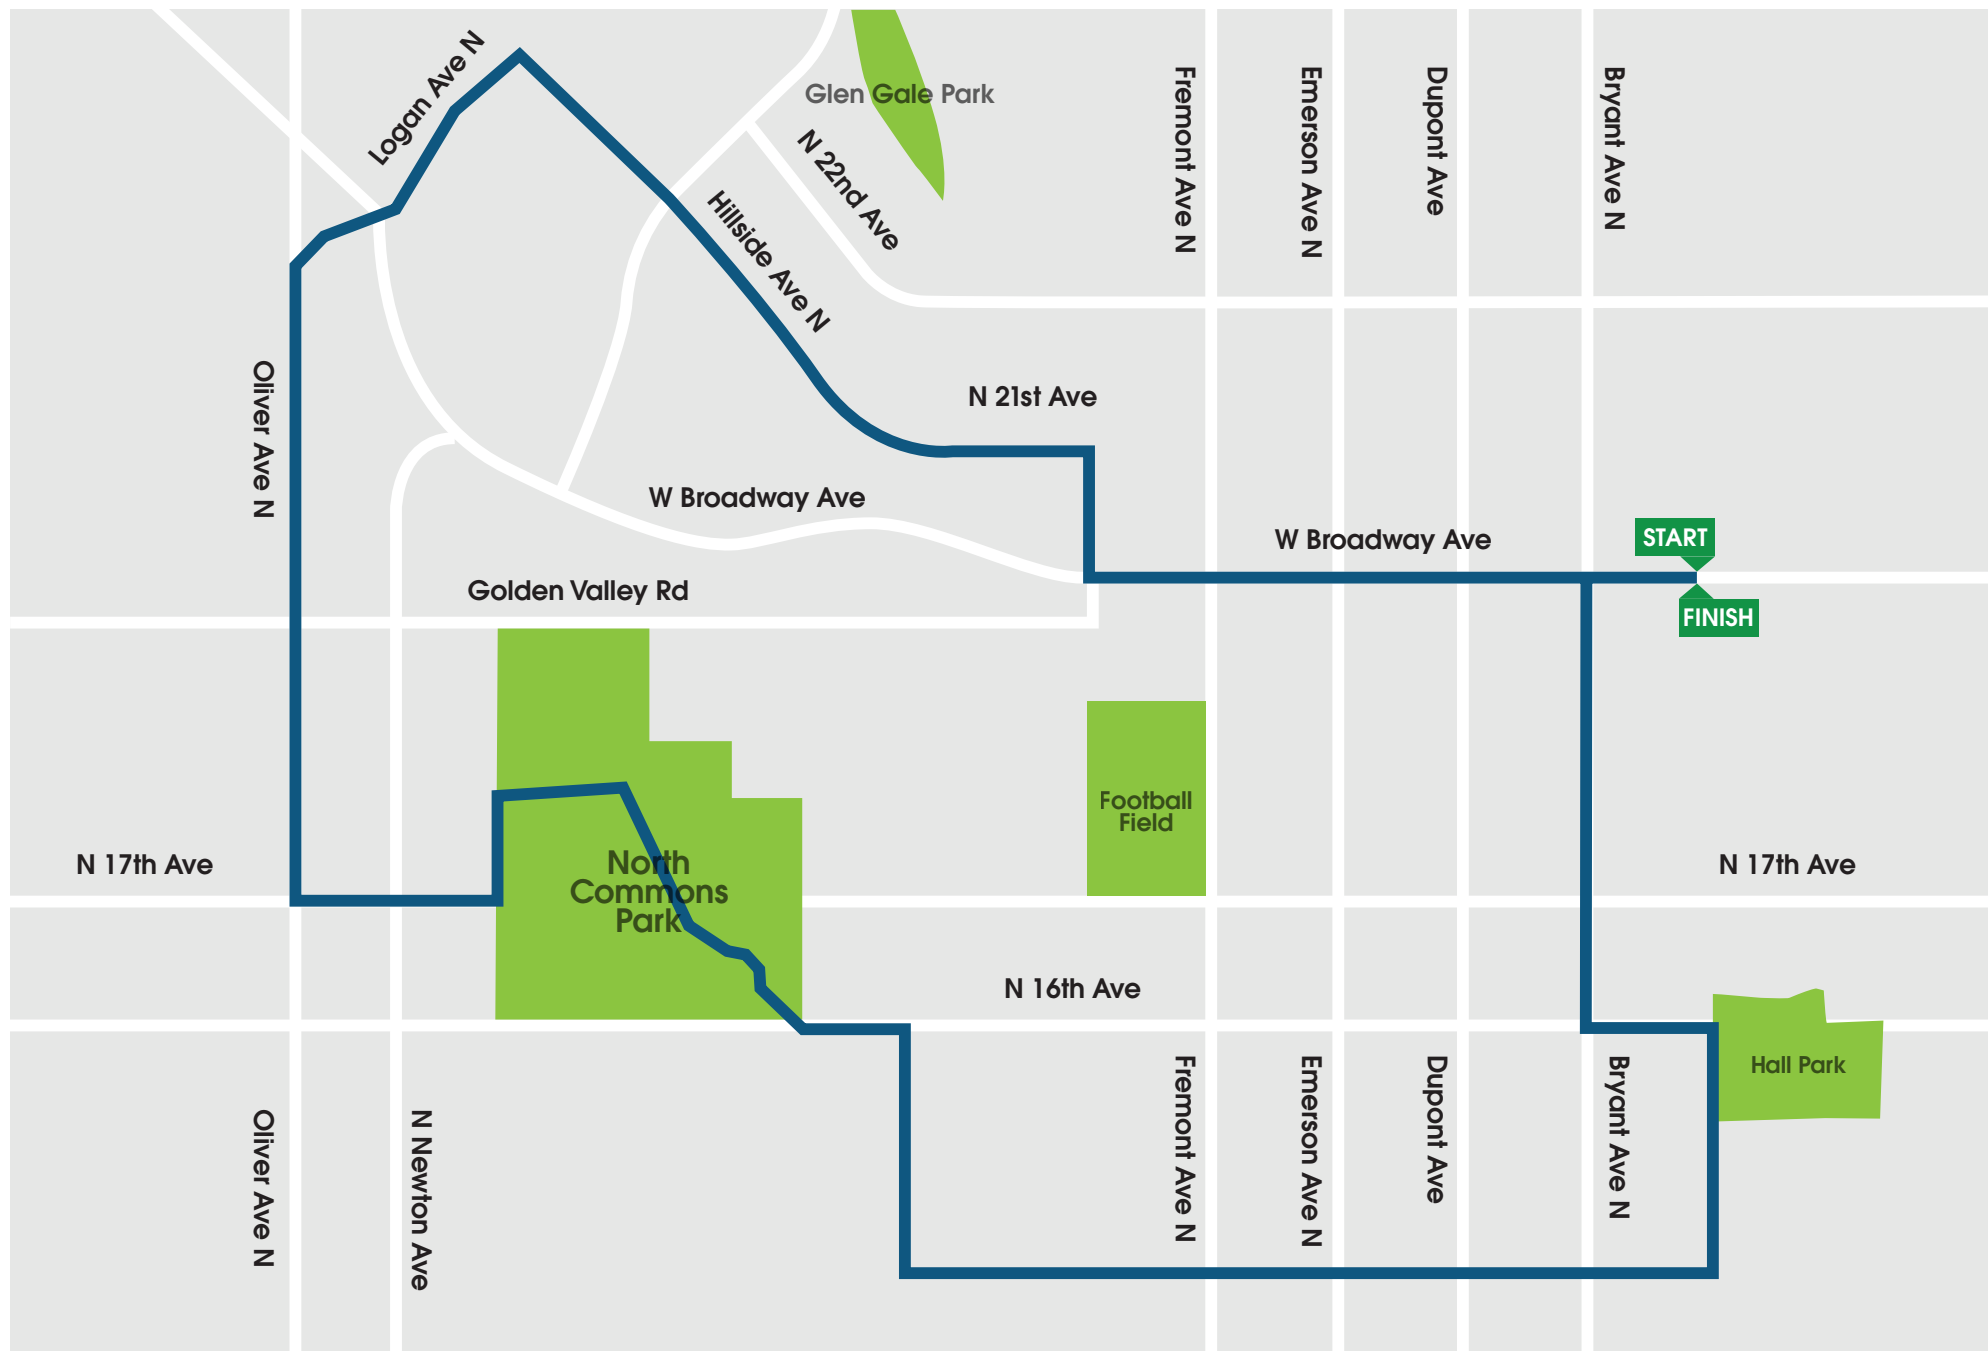 Logan Ave N
Glen Gale Park
N 22nd Ave
Hillside Ave N
Fremont Ave N
Emerson Ave N
Dupont Ave
Bryant Ave N
Oliver Ave N
N 21st Ave
W Broadway Ave
W Broadway Ave
START
FINISH
Golden Valley Rd
Football
Field
N 17th Ave
North
Commons
Park
N 17th Ave
N 16th Ave
Hall Park
Oliver Ave N
N Newton Ave
Fremont Ave N
Emerson Ave N
Dupont Ave
Bryant Ave N